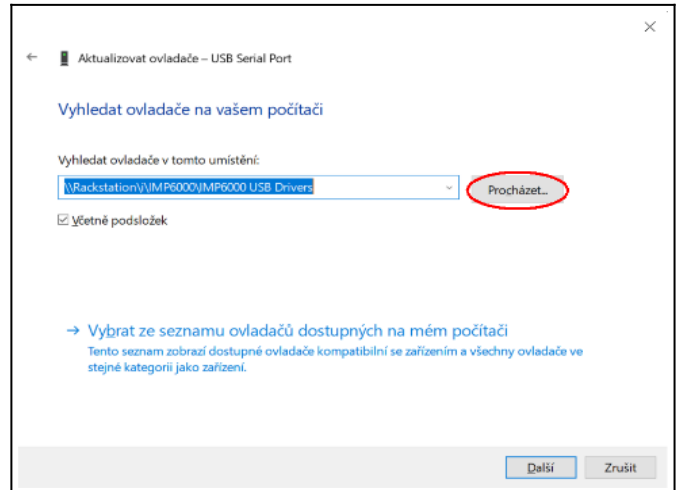 Aktualizovat ovladače – USB Serial Port
Vyhledat ovladače na vašem počítači
Vyhledat ovladače v tomto umístění:
\\Rackstation\j\IMP6000\IMP6000 USB Drivers
Procházet...
Včetně podsložek
→ Vybrat ze seznamu ovladačů dostupných na mém počítači
Tento seznam zobrazí dostupné ovladače kompatibilní se zařízením a všechny ovladače ve
stejné kategorii jako zařízení.
Další
Zrušit